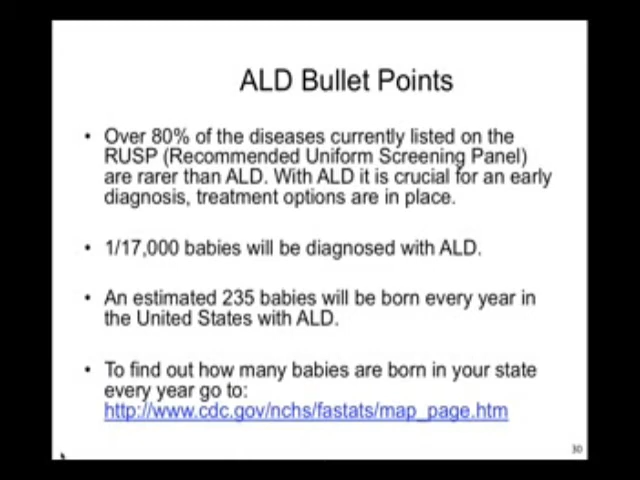 ALD Bullet Points
• Over 80% of the diseases currently listed on the
RUSP (Recommended Uniform Screening Panel)
are rarer than ALD. With ALD it is crucial for an early
diagnosis, treatment options are in place.
• 1/17,000 babies will be diagnosed with ALD.
• An estimated 235 babies will be born every year in
the United States with ALD.
• To find out how many babies are born in your state
every year go to:
http://www.cdc.gov/nchs/fastats/map_page.htm
30